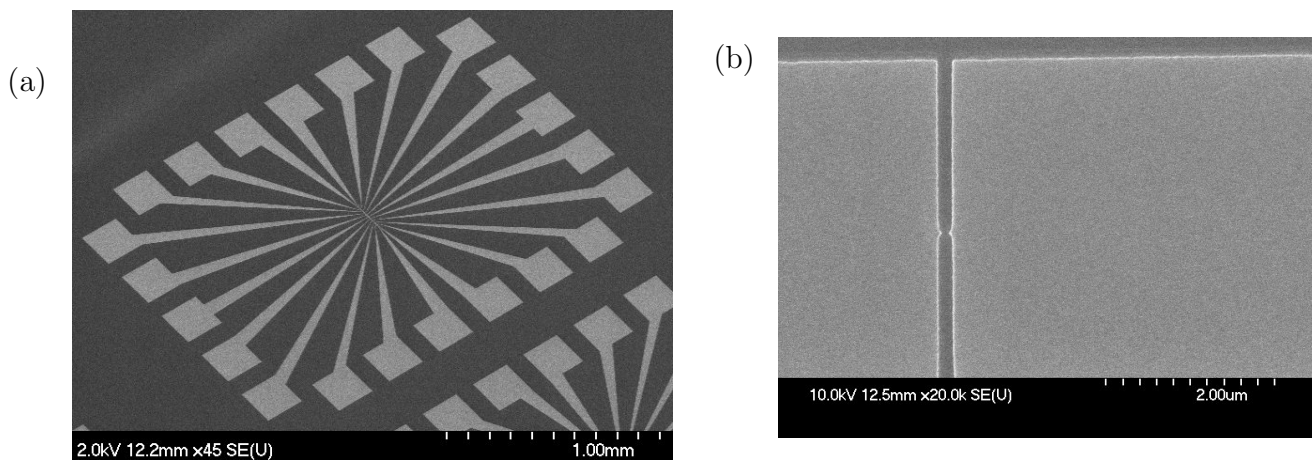 (a)
(b)
2.0kV 12.2mm x45 SE(U)
1.00mm
10.0kV 12.5mm x20.0k SE(U)
2.00um